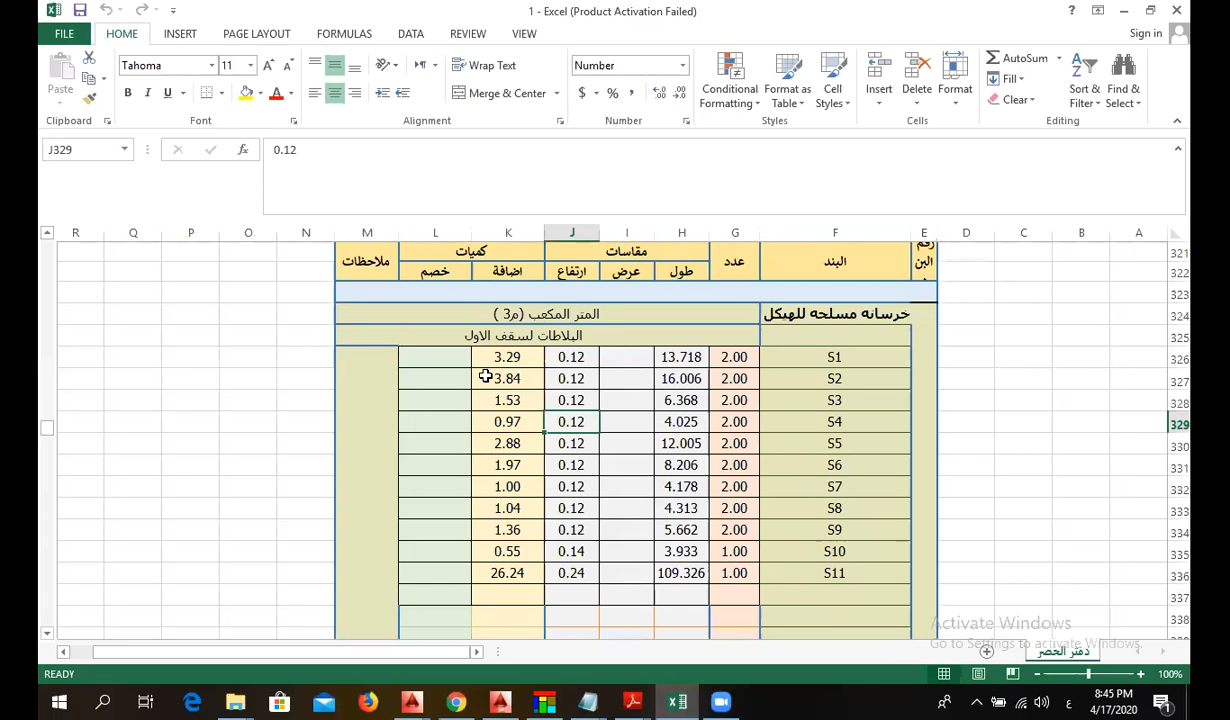 1 - Excel (Product Activation Failed)
FILE HOME INSERT PAGE LAYOUT FORMULAS DATA REVIEW VIEW Sign in
Paste
Tahoma 11
Wrap Text
Merge & Center
Number
Conditional Formatting
Format as Table
Cell Styles
Insert Delete Format
AutoSum
Fill
Clear
Sort & Filter
Find & Select
Clipboard Font Alignment Number Styles Cells Editing
J329 fx 0.12
R Q P O N M L K J I H G F E D C B A
ملاحظات كميات مقاسات عدد البند رقم البن 321
خصم اضافة ارتفاع عرض طول 322
323
المتر المكعب (م3 ) خرسانه مسلحه للهيكل 324
البلاطات لسقف الاول 325
3.29 0.12 13.718 2.00 S1 326
3.84 0.12 16.006 2.00 S2 327
1.53 0.12 6.368 2.00 S3 328
0.97 0.12 4.025 2.00 S4 329
2.88 0.12 12.005 2.00 S5 330
1.97 0.12 8.206 2.00 S6 331
1.00 0.12 4.178 2.00 S7 332
1.04 0.12 4.313 2.00 S8 333
1.36 0.12 5.662 2.00 S9 334
0.55 0.14 3.933 1.00 S10 335
26.24 0.24 109.326 1.00 S11 336
337
338
Activate Windows
Go to Settings to activate Windows.
دفتر الحصر
READY 100%
ع 8:45 PM
4/17/2020